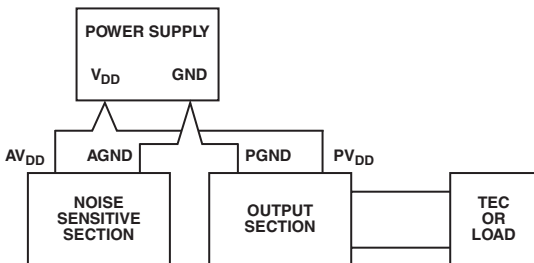 POWER SUPPLY
VDD GND
AVDD AGND PGND PVDD
NOISE
SENSITIVE
SECTION
OUTPUT
SECTION
TEC
OR
LOAD